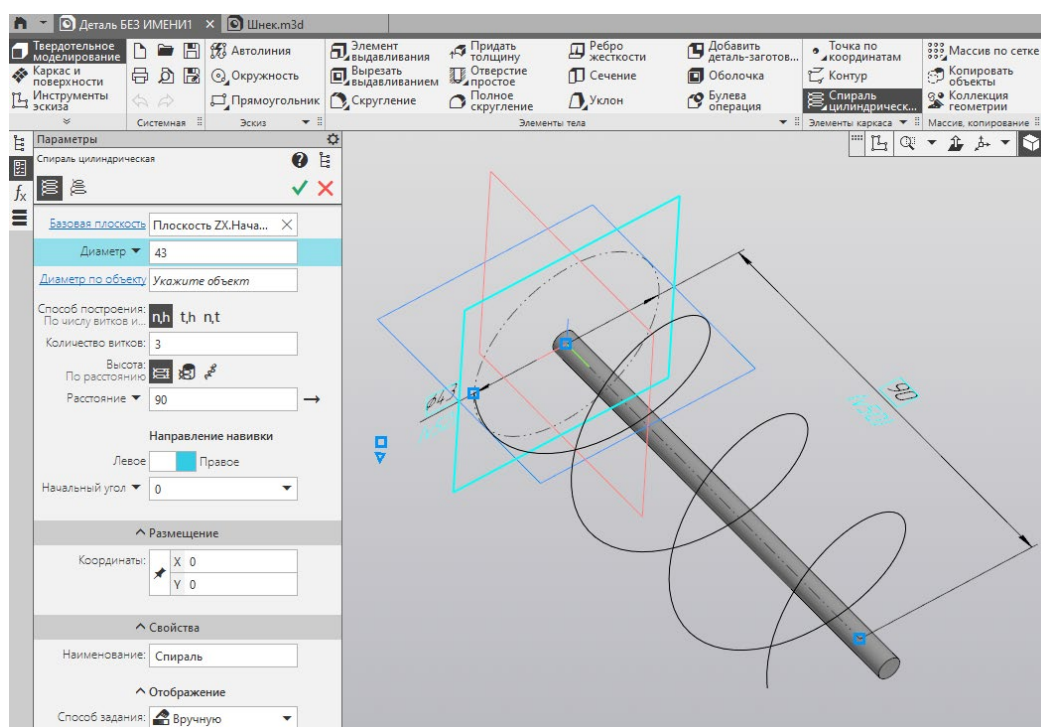 Деталь БЕЗ ИМЕНИ1 × Шнек.m3d
Твердотельное моделирование
Каркас и поверхности
Инструменты эскиза
Системная
Автолиния
Окружность
Прямоугольник
Эскиз
Элемент выдавливания
Вырезать выдавливанием
Скругление
Придать толщину
Отверстие простое
Полное скругление
Ребро жесткости
Сечение
Уклон
Добавить деталь-заготов...
Оболочка
Булева операция
Элементы тела
Точка по координатам
Контур
Спираль цилиндрическ...
Элементы каркаса
Массив по сетке
Копировать объекты
Коллекция геометрии
Массив, копирование
Параметры
Спираль цилиндрическая
Базовая плоскость Плоскость ZX.Нача...
Диаметр 43
Диаметр по объекту Укажите объект
Способ построения:
По числу витков и... n,h t,h n,t
Количество витков: 3
Высота:
По расстоянию
Расстояние 90
Направление навивки
Левое Правое
Начальный угол 0
Размещение
Координаты: X 0
Y 0
Свойства
Наименование: Спираль
Отображение
Способ задания: Вручную
ø43
90